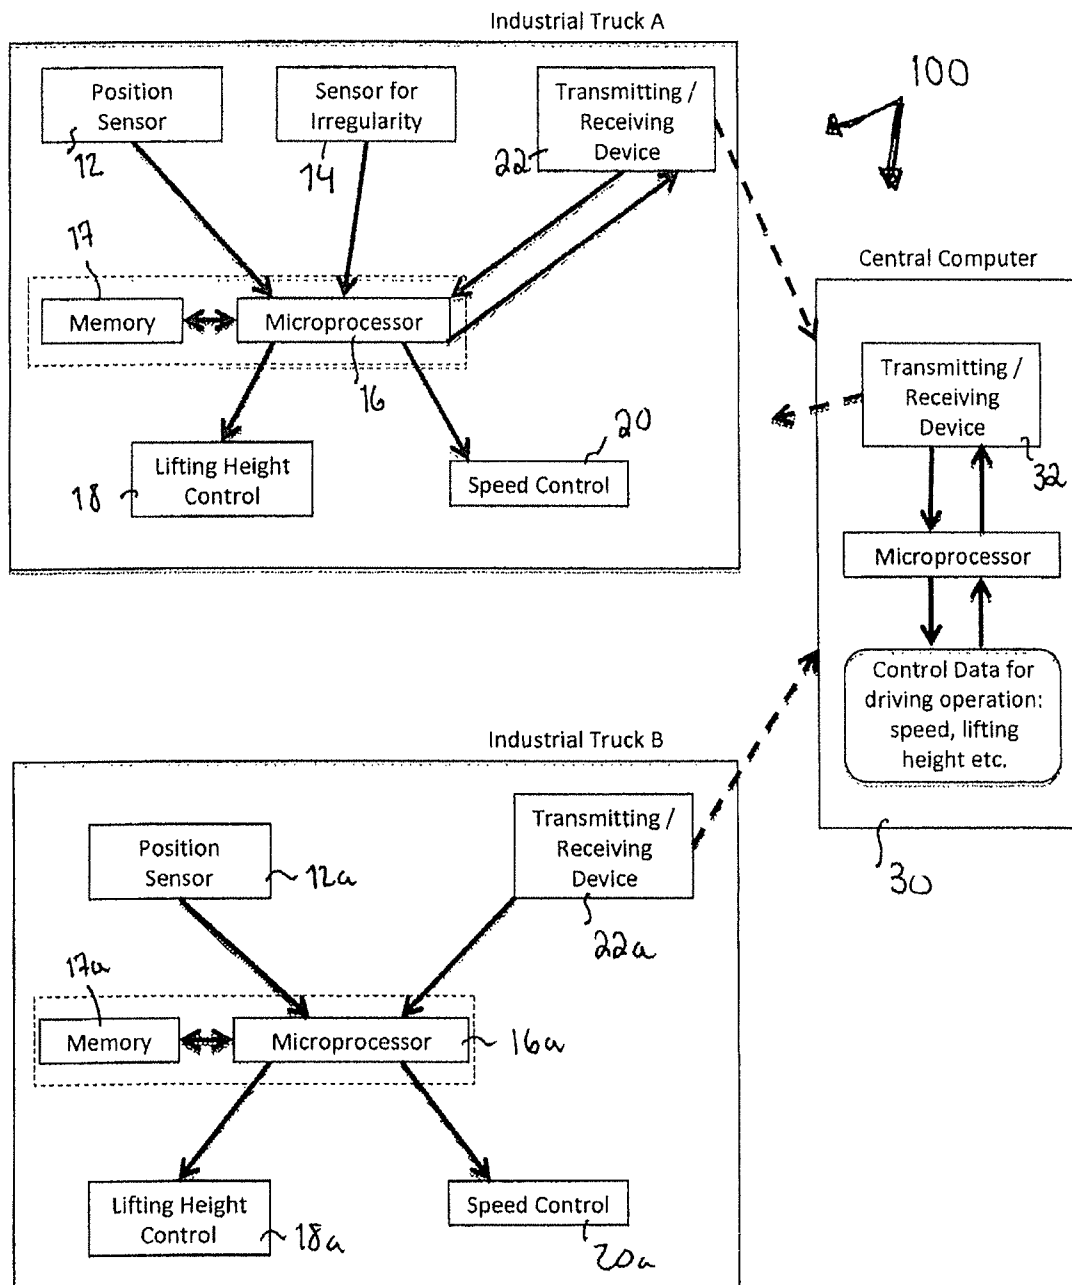 Industrial Truck A
Position
Sensor
12
Sensor for
Irregularity
14
Transmitting /
Receiving
Device
22
100
17
Memory
Microprocessor
16
Lifting Height
Control
18
20
Speed Control
Central Computer
Transmitting /
Receiving
Device
32
Microprocessor
Control Data for
driving operation:
speed, lifting
height etc.
30
Industrial Truck B
Position
Sensor
12a
Transmitting /
Receiving
Device
22a
17a
Memory
Microprocessor
16a
Lifting Height
Control
18a
Speed Control
20a